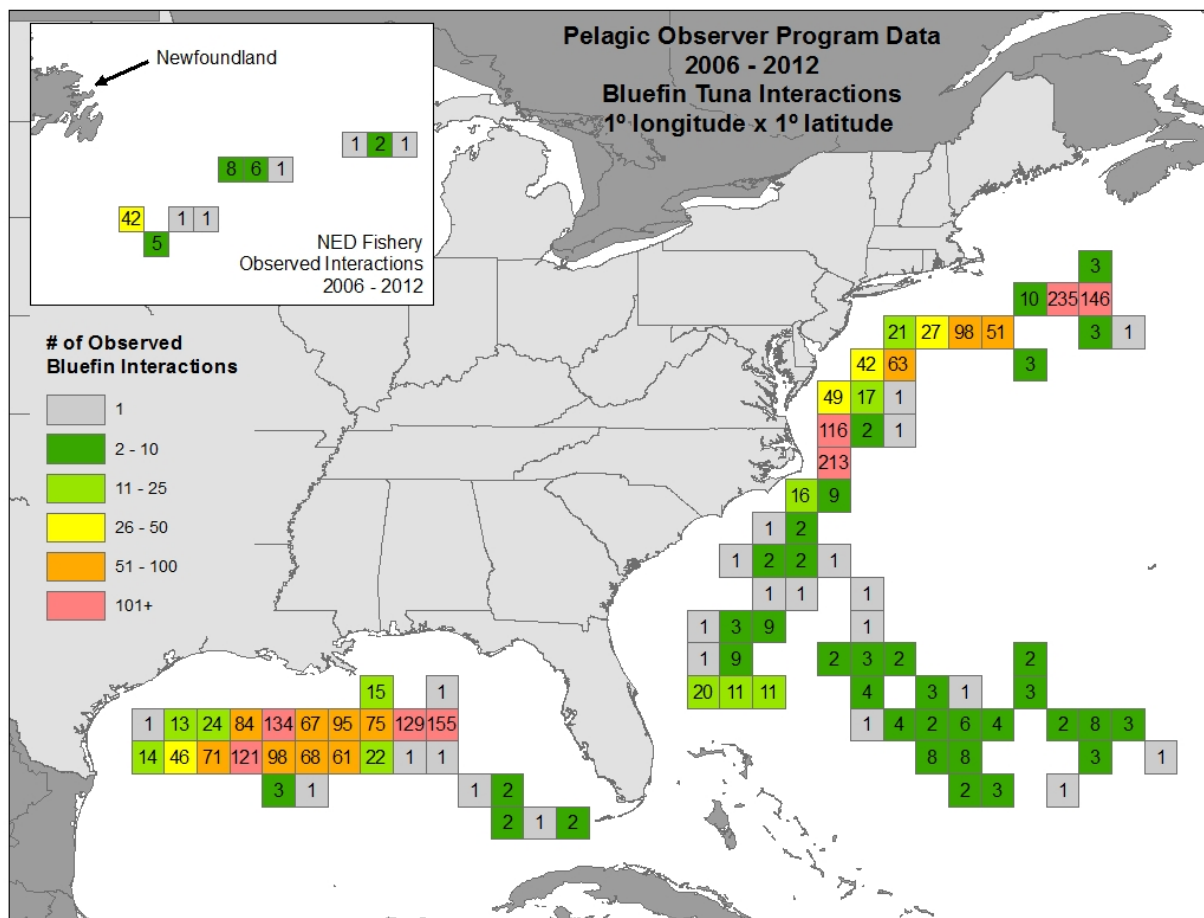 Pelagic Observer Program Data
2006 - 2012
Bluefin Tuna Interactions
1º longitude x 1º latitude
Newfoundland
1 2 1
8 6 1
42 1 1
5
NED Fishery
Observed Interactions
2006 - 2012
# of Observed
Bluefin Interactions
1
2 - 10
11 - 25
26 - 50
51 - 100
101+
3
10 235 146
21 27 98 51 3 1
42 63 3
49 17 1
116 2 1
213
16 9
1 2
1 2 2 1
1 1 1
1 3 9 1
1 9 2 3 2 2
15 1 20 11 11 4 3 1 3
1 13 24 84 134 67 95 75 129 155 1 4 2 6 4 2 8 3
14 46 71 121 98 68 61 22 1 1 8 8 3 1
3 1 1 2 2 3 1
2 1 2